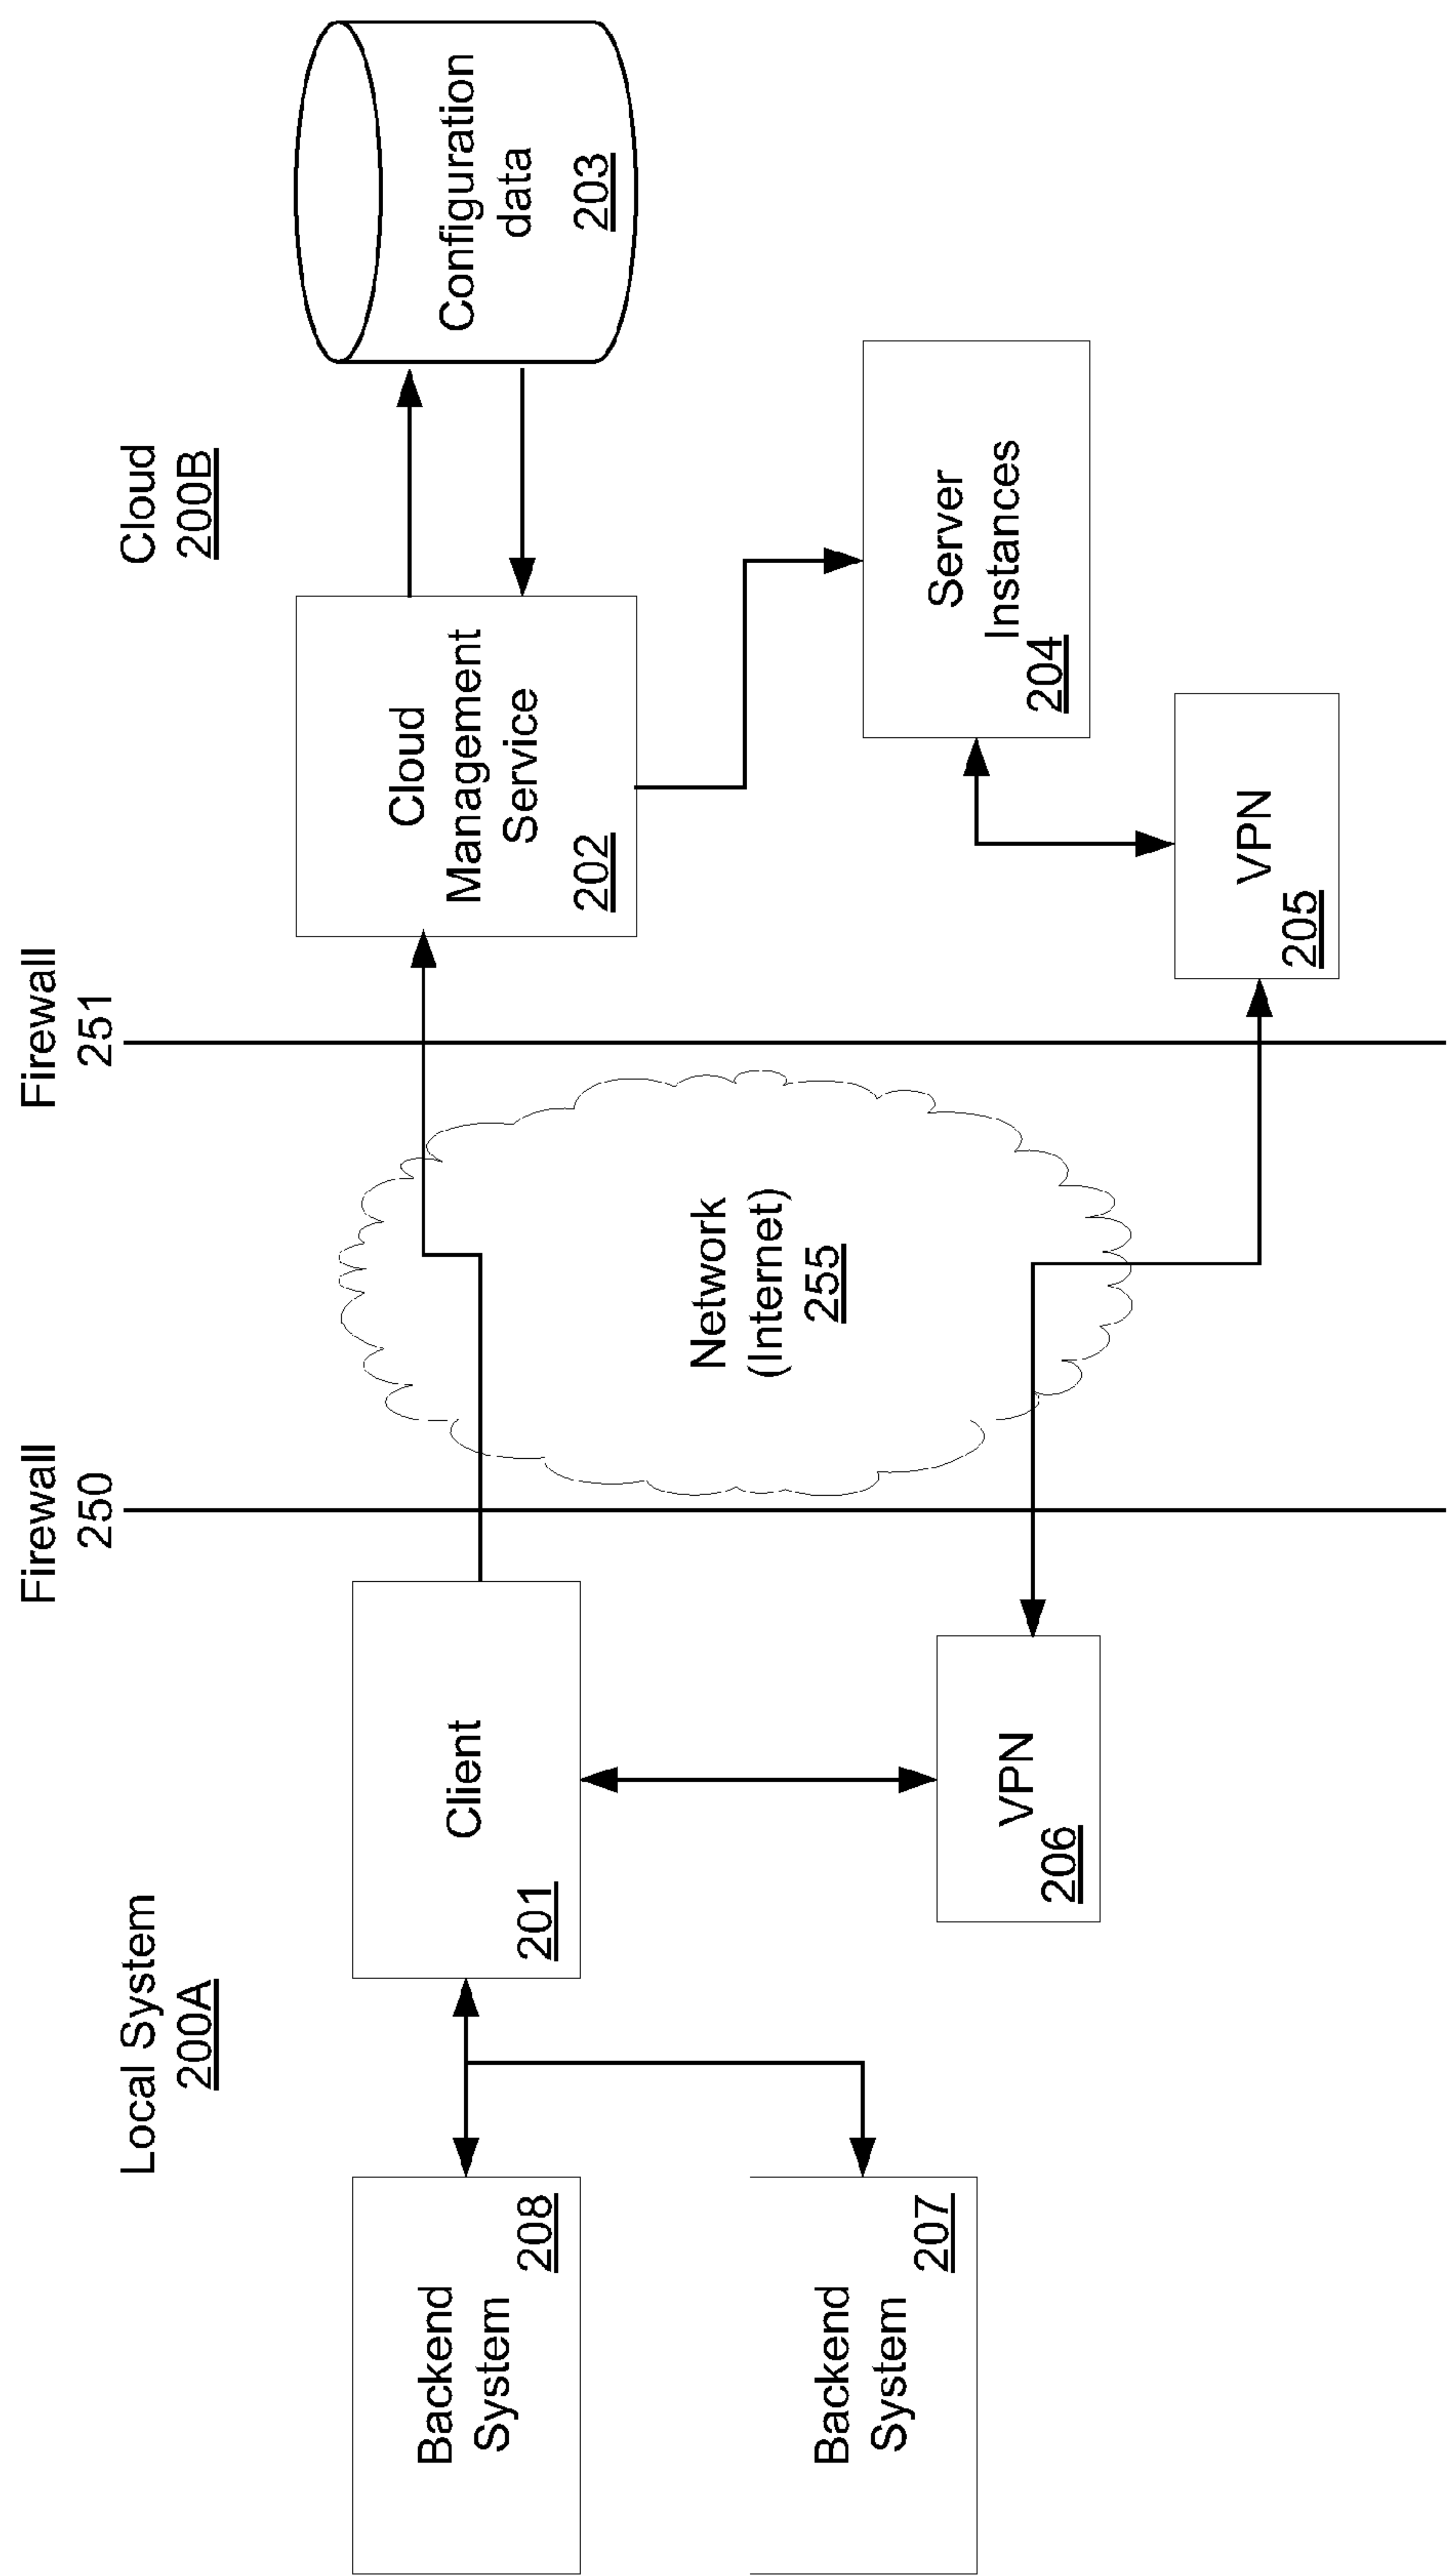 Local System
200A
Firewall
250
Firewall
251
Cloud
200B
Backend
System
208
Client
201
Network
(Internet)
255
Cloud
Management
Service
202
Configuration
data
203
Backend
System
207
VPN
206
Server
Instances
204
VPN
205